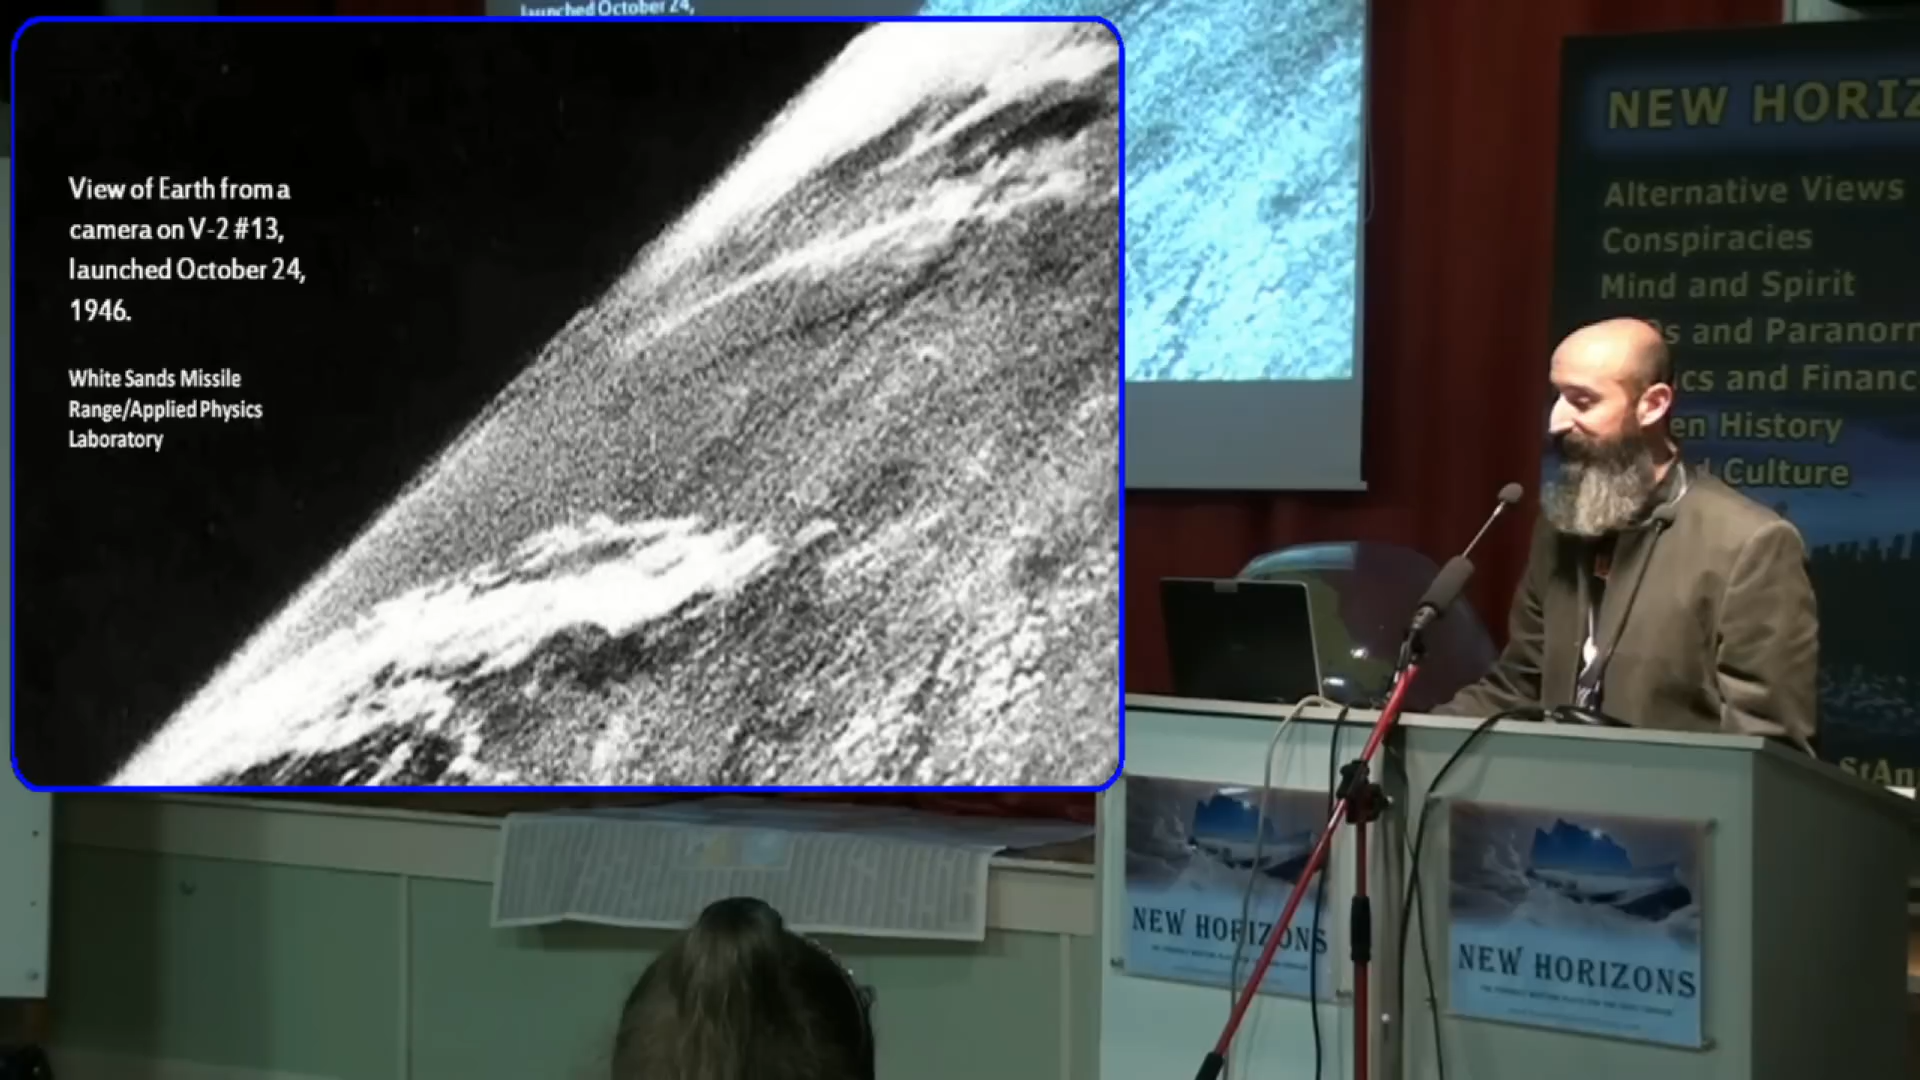 launched October 24,
View of Earth from a
camera on V-2 #13,
launched October 24,
1946.
White Sands Missile
Range/Applied Physics
Laboratory
NEW HORIZ
Alternative Views
Conspiracies
Mind and Spirit
s and Paranorm
cs and Financ
en History
d Culture
StAn
NEW HORIZONS
NEW HORIZONS